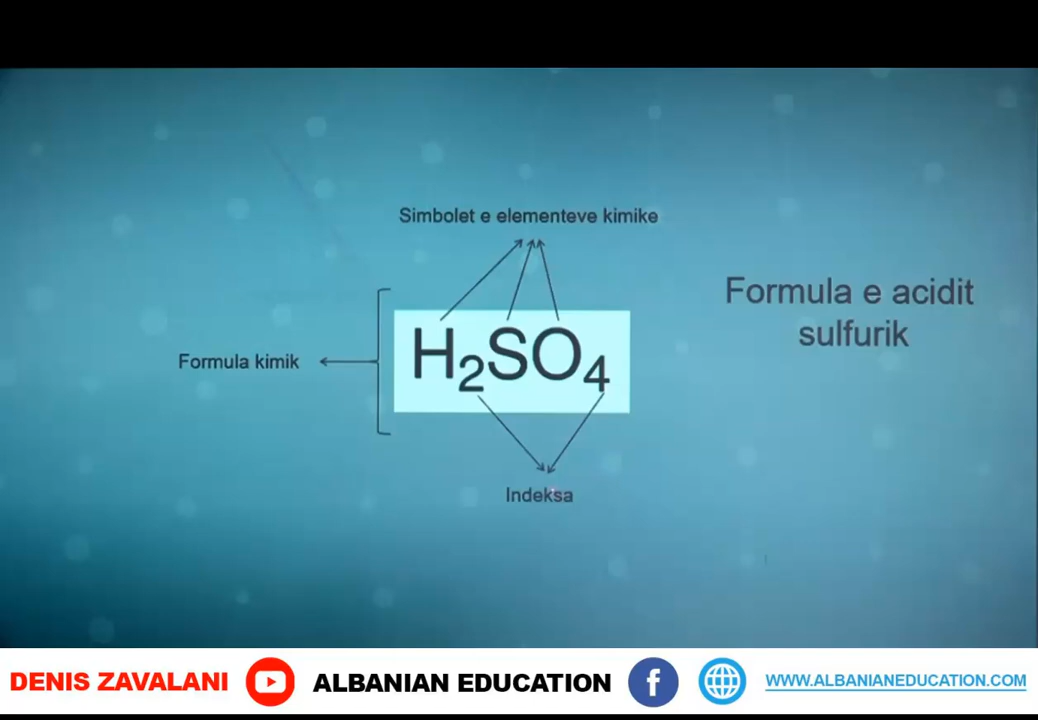 Simbolet e elementeve kimike
Formula e acidit
sulfurik
Formula kimik
H₂SO₄
Indeksa
DENIS ZAVALANI
ALBANIAN EDUCATION
WWW.ALBANIANEDUCATION.COM